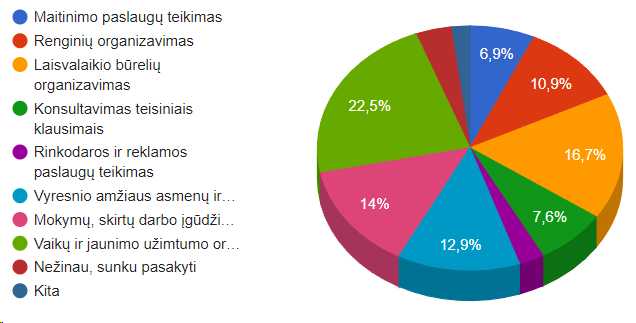 Maitinimo paslaugų teikimas
Renginių organizavimas
Laisvalaikio būrelių
organizavimas
Konsultavimas teisiniais
klausimais
Rinkodaros ir reklamos
paslaugų teikimas
Vyresnio amžiaus asmenų ir…
Mokymų, skirtų darbo įgūdži…
Vaikų ir jaunimo užimtumo or…
Nežinau, sunku pasakyti
Kita
6,9%
10,9%
16,7%
7,6%
12,9%
14%
22,5%